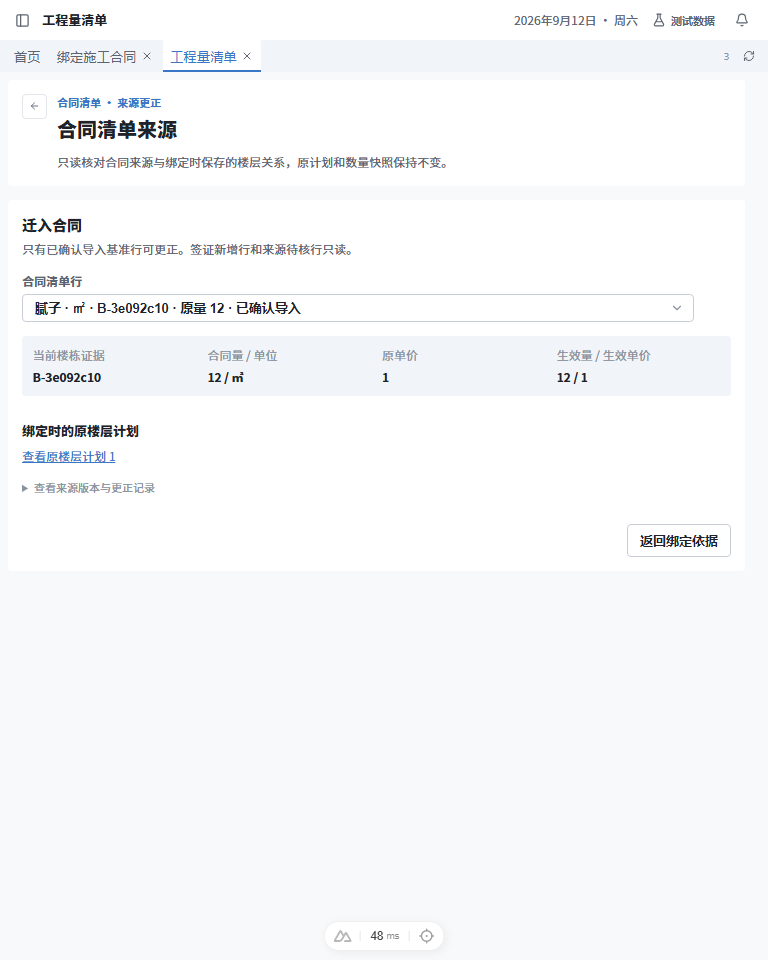 工程量清单
2026年9月12日 • 周六
测试数据
首页
绑定施工合同
工程量清单
3
合同清单 • 来源更正
合同清单来源
只读核对合同来源与绑定时保存的楼层关系，原计划和数量快照保持不变。
迁入合同
只有已确认导入基准行可更正。签证新增行和来源待核行只读。
合同清单行
腻子 · ㎡ · B-3e092c10 · 原量 12 · 已确认导入
当前楼栋证据
合同量 / 单位
原单价
生效量 / 生效单价
B-3e092c10
12 / ㎡
1
12 / 1
绑定时的原楼层计划
查看原楼层计划 1
查看来源版本与更正记录
返回绑定依据
48 ms